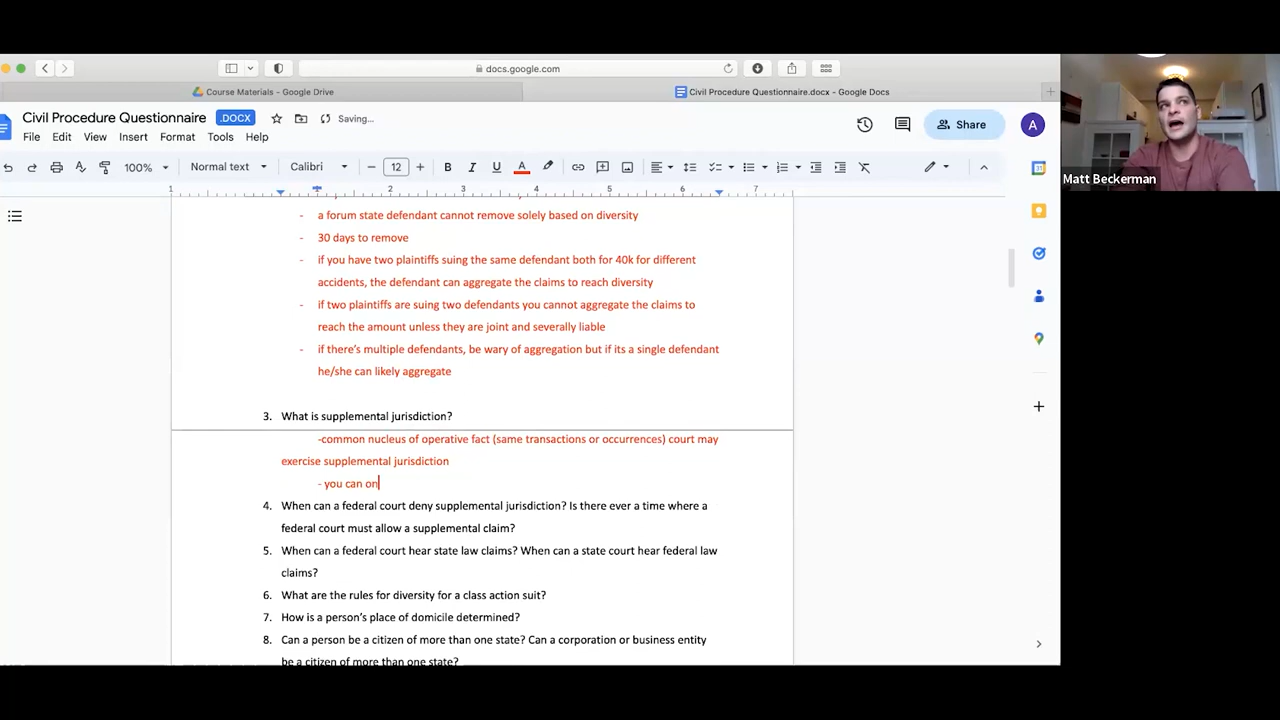 docs.google.com
Course Materials - Google Drive
Civil Procedure Questionnaire.docx - Google Docs
Civil Procedure Questionnaire .DOCX Saving...
File Edit View Insert Format Tools Help
Share
A
100% Normal text Calibri 12 B I U A
1 1 2 3 4 5 6 7
- a forum state defendant cannot remove solely based on diversity
- 30 days to remove
- if you have two plaintiffs suing the same defendant both for 40k for different
accidents, the defendant can aggregate the claims to reach diversity
- if two plaintiffs are suing two defendants you cannot aggregate the claims to
reach the amount unless they are joint and severally liable
- if there's multiple defendants, be wary of aggregation but if its a single defendant
he/she can likely aggregate
3. What is supplemental jurisdiction?
-common nucleus of operative fact (same transactions or occurrences) court may
exercise supplemental jurisdiction
- you can on
4. When can a federal court deny supplemental jurisdiction? Is there ever a time where a
federal court must allow a supplemental claim?
5. When can a federal court hear state law claims? When can a state court hear federal law
claims?
6. What are the rules for diversity for a class action suit?
7. How is a person's place of domicile determined?
8. Can a person be a citizen of more than one state? Can a corporation or business entity
be a citizen of more than one state?
Matt Beckerman